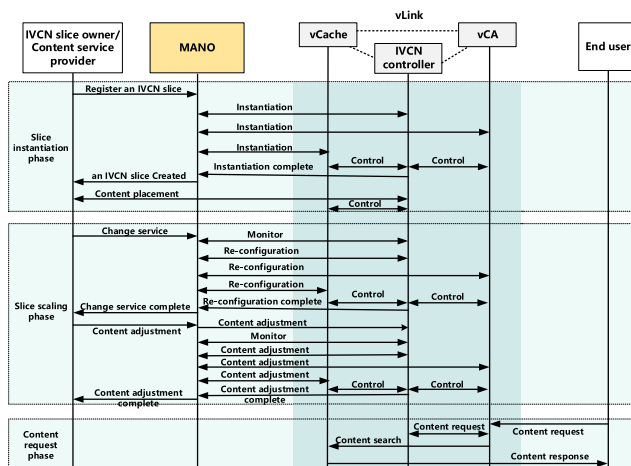 vLink
IVCN slice owner/
Content service
provider
MANO
vCache
IVCN
controller
vCA
End user
Slice
instantiation
phase
Register an IVCN slice
Instantiation
Instantiation
Instantiation
Control
Control
Instantiation complete
an IVCN slice Created
Content placement
Control
Slice scaling
phase
Change service
Monitor
Re-configuration
Re-configuration
Re-configuration
Control
Control
Re-configuration complete
Change service complete
Content adjustment
Content adjustment
Monitor
Content adjustment
Content adjustment
Content adjustment
Control
Control
Content adjustment
complete
Content adjustment
complete
Content
request
phase
Content request
Content request
Content search
Content response